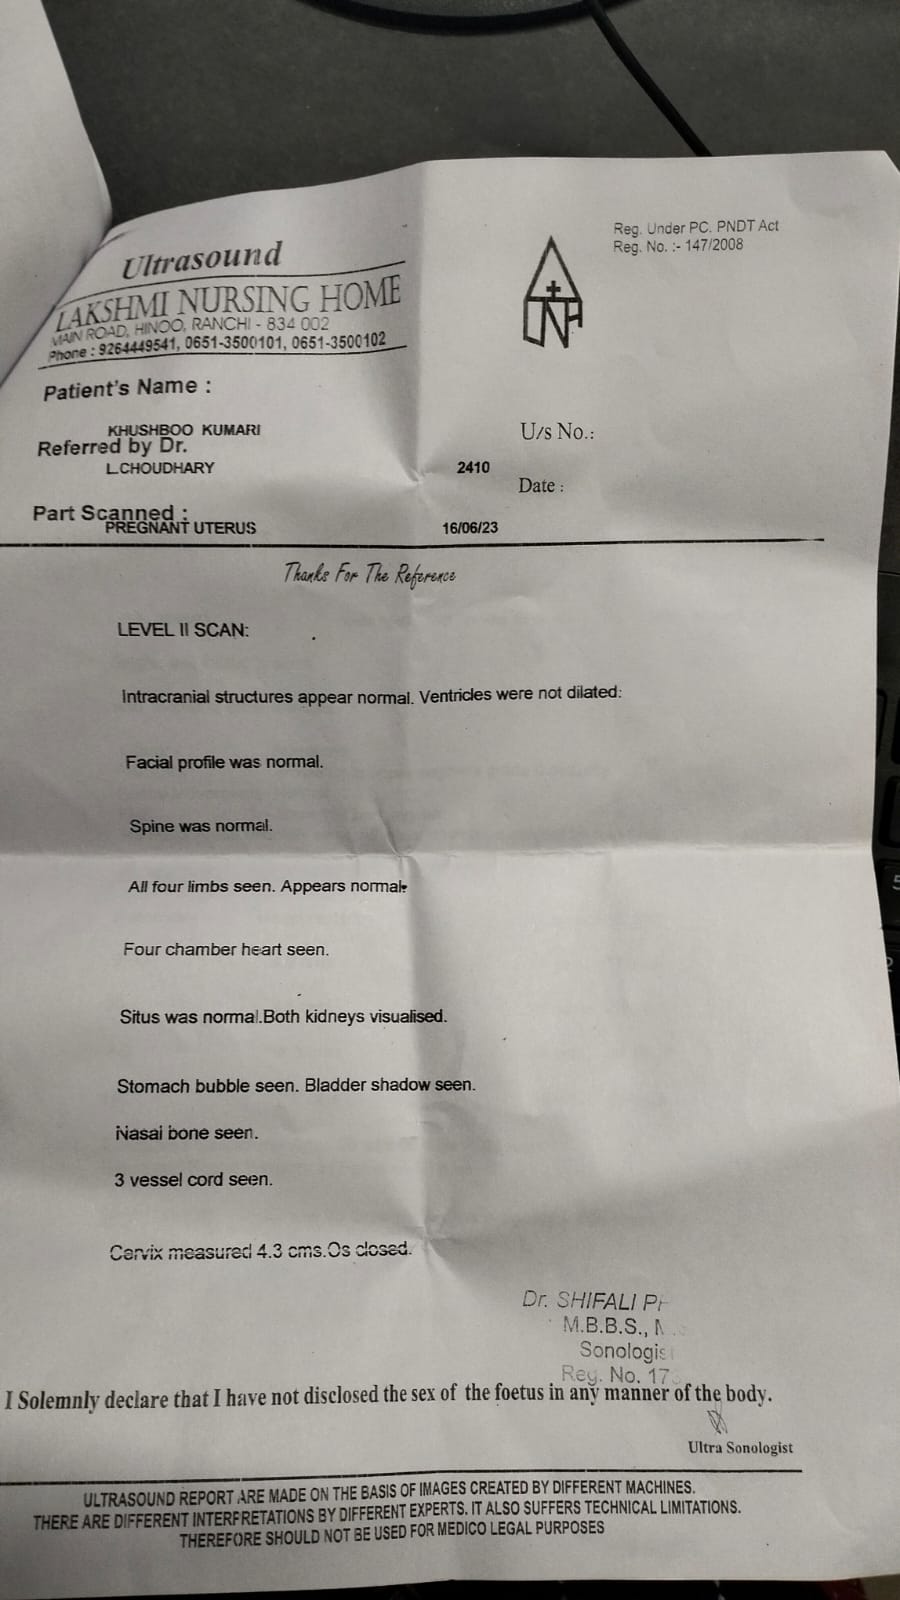 Reg. Under PC. PNDT Act
Reg. No. :- 147/2008
Ultrasound
LAKSHMI NURSING HOME
MAIN ROAD, HINOO, RANCHI - 834 002
Phone : 9264449541, 0651-3500101, 0651-3500102
LNH
Patient's Name :
KHUSHBOO KUMARI
U/s No.:
Referred by Dr.
L.CHOUDHARY
2410
Date :
Part Scanned :
PREGNANT UTERUS
16/06/23
Thanks For The Reference
LEVEL II SCAN:
Intracranial structures appear normal. Ventricles were not dilated:
Facial profile was normal.
Spine was normal.
All four limbs seen. Appears normal.
Four chamber heart seen.
Situs was normal.Both kidneys visualised.
Stomach bubble seen. Bladder shadow seen.
Nasal bone seen.
3 vessel cord seen.
Cervix measured 4.3 cms.Os closed.
Dr. SHIFALI
M.B.B.S.,
Sonologist
Reg. No. 17
I Solemnly declare that I have not disclosed the sex of the foetus in any manner of the body.
Ultra Sonologist
ULTRASOUND REPORT ARE MADE ON THE BASIS OF IMAGES CREATED BY DIFFERENT MACHINES.
THERE ARE DIFFERENT INTERFRETATIONS BY DIFFERENT EXPERTS. IT ALSO SUFFERS TECHNICAL LIMITATIONS.
THEREFORE SHOULD NOT BE USED FOR MEDICO LEGAL PURPOSES